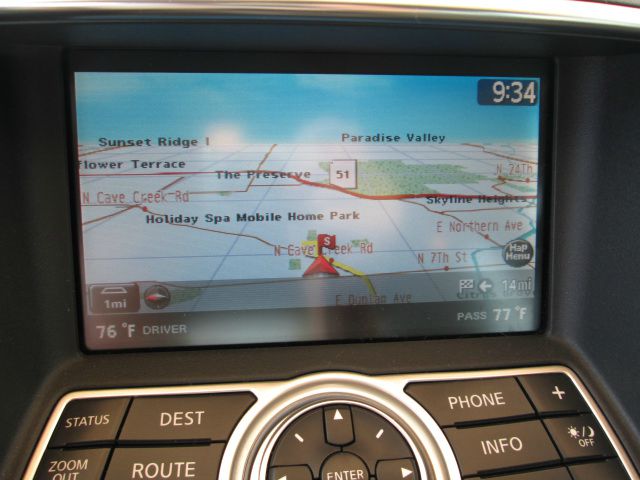 9:34
Sunset Ridge I
Paradise Valley
flower Terrace
The Preserve
51
N 74Th
N Cave Creek Rd
Skyline Heights
Holiday Spa Mobile Home Park
E Northern Ave
S
N Cave Creek Rd
N 7Th St
Map Menu
1mi
14mi
E Dunlap Ave
76 °F DRIVER
PASS 77 °F
STATUS
DEST
PHONE
+
ZOOM OUT
ROUTE
ENTER
INFO
OFF